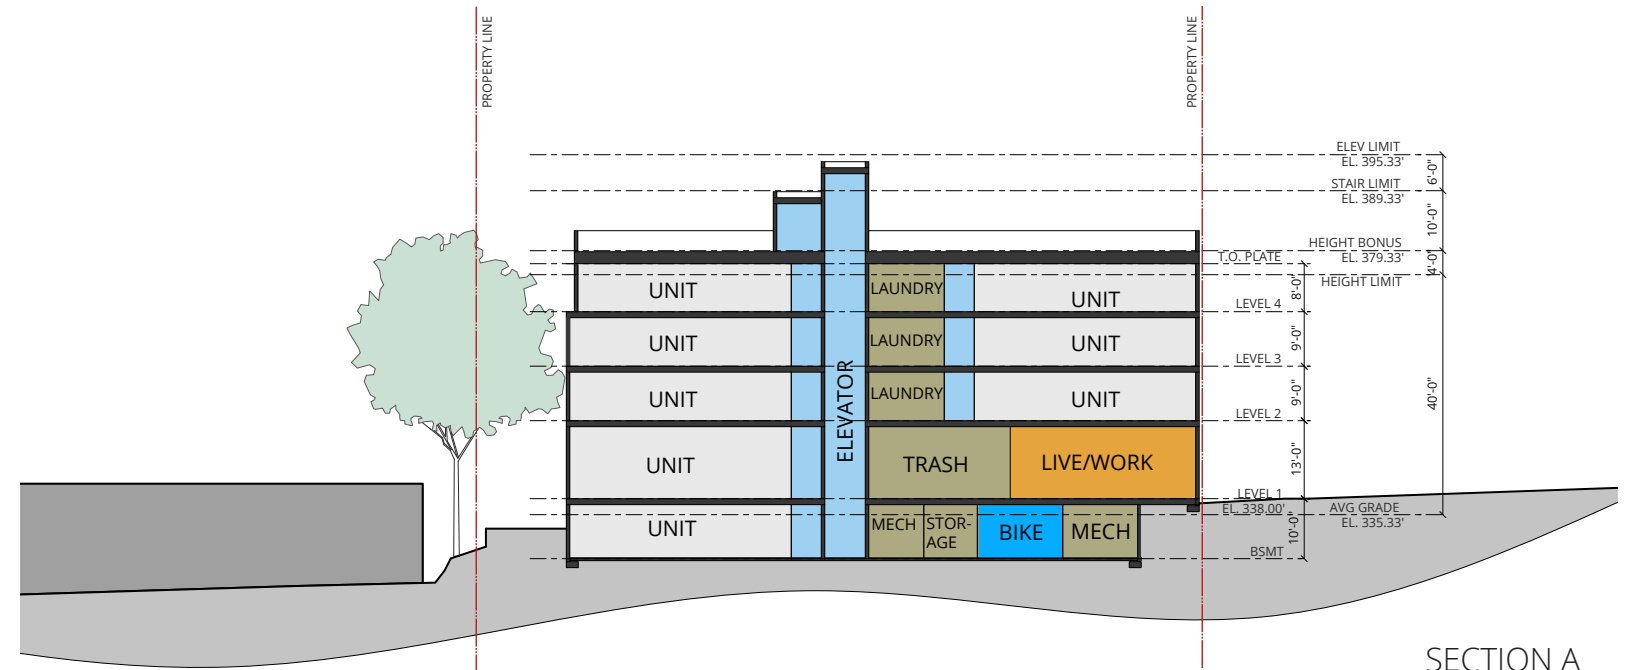 PROPERTY LINE
PROPERTY LINE
ELEV LIMIT
EL. 395.33'
6'-0"
STAIR LIMIT
EL. 389.33'
10'-0"
HEIGHT BONUS
T.O. PLATE
EL. 379.33'
4'-0"
HEIGHT LIMIT
UNIT
LAUNDRY
UNIT
8'-0"
LEVEL 4
UNIT
LAUNDRY
UNIT
9'-0"
LEVEL 3
UNIT
LAUNDRY
UNIT
9'-0"
40'-0"
LEVEL 2
ELEVATOR
UNIT
TRASH
LIVE/WORK
13'-0"
LEVEL 1
EL. 338.00'
AVG GRADE
EL. 335.33'
UNIT
MECH
STOR-
AGE
BIKE
MECH
10'-0
BSMT
SECTION A